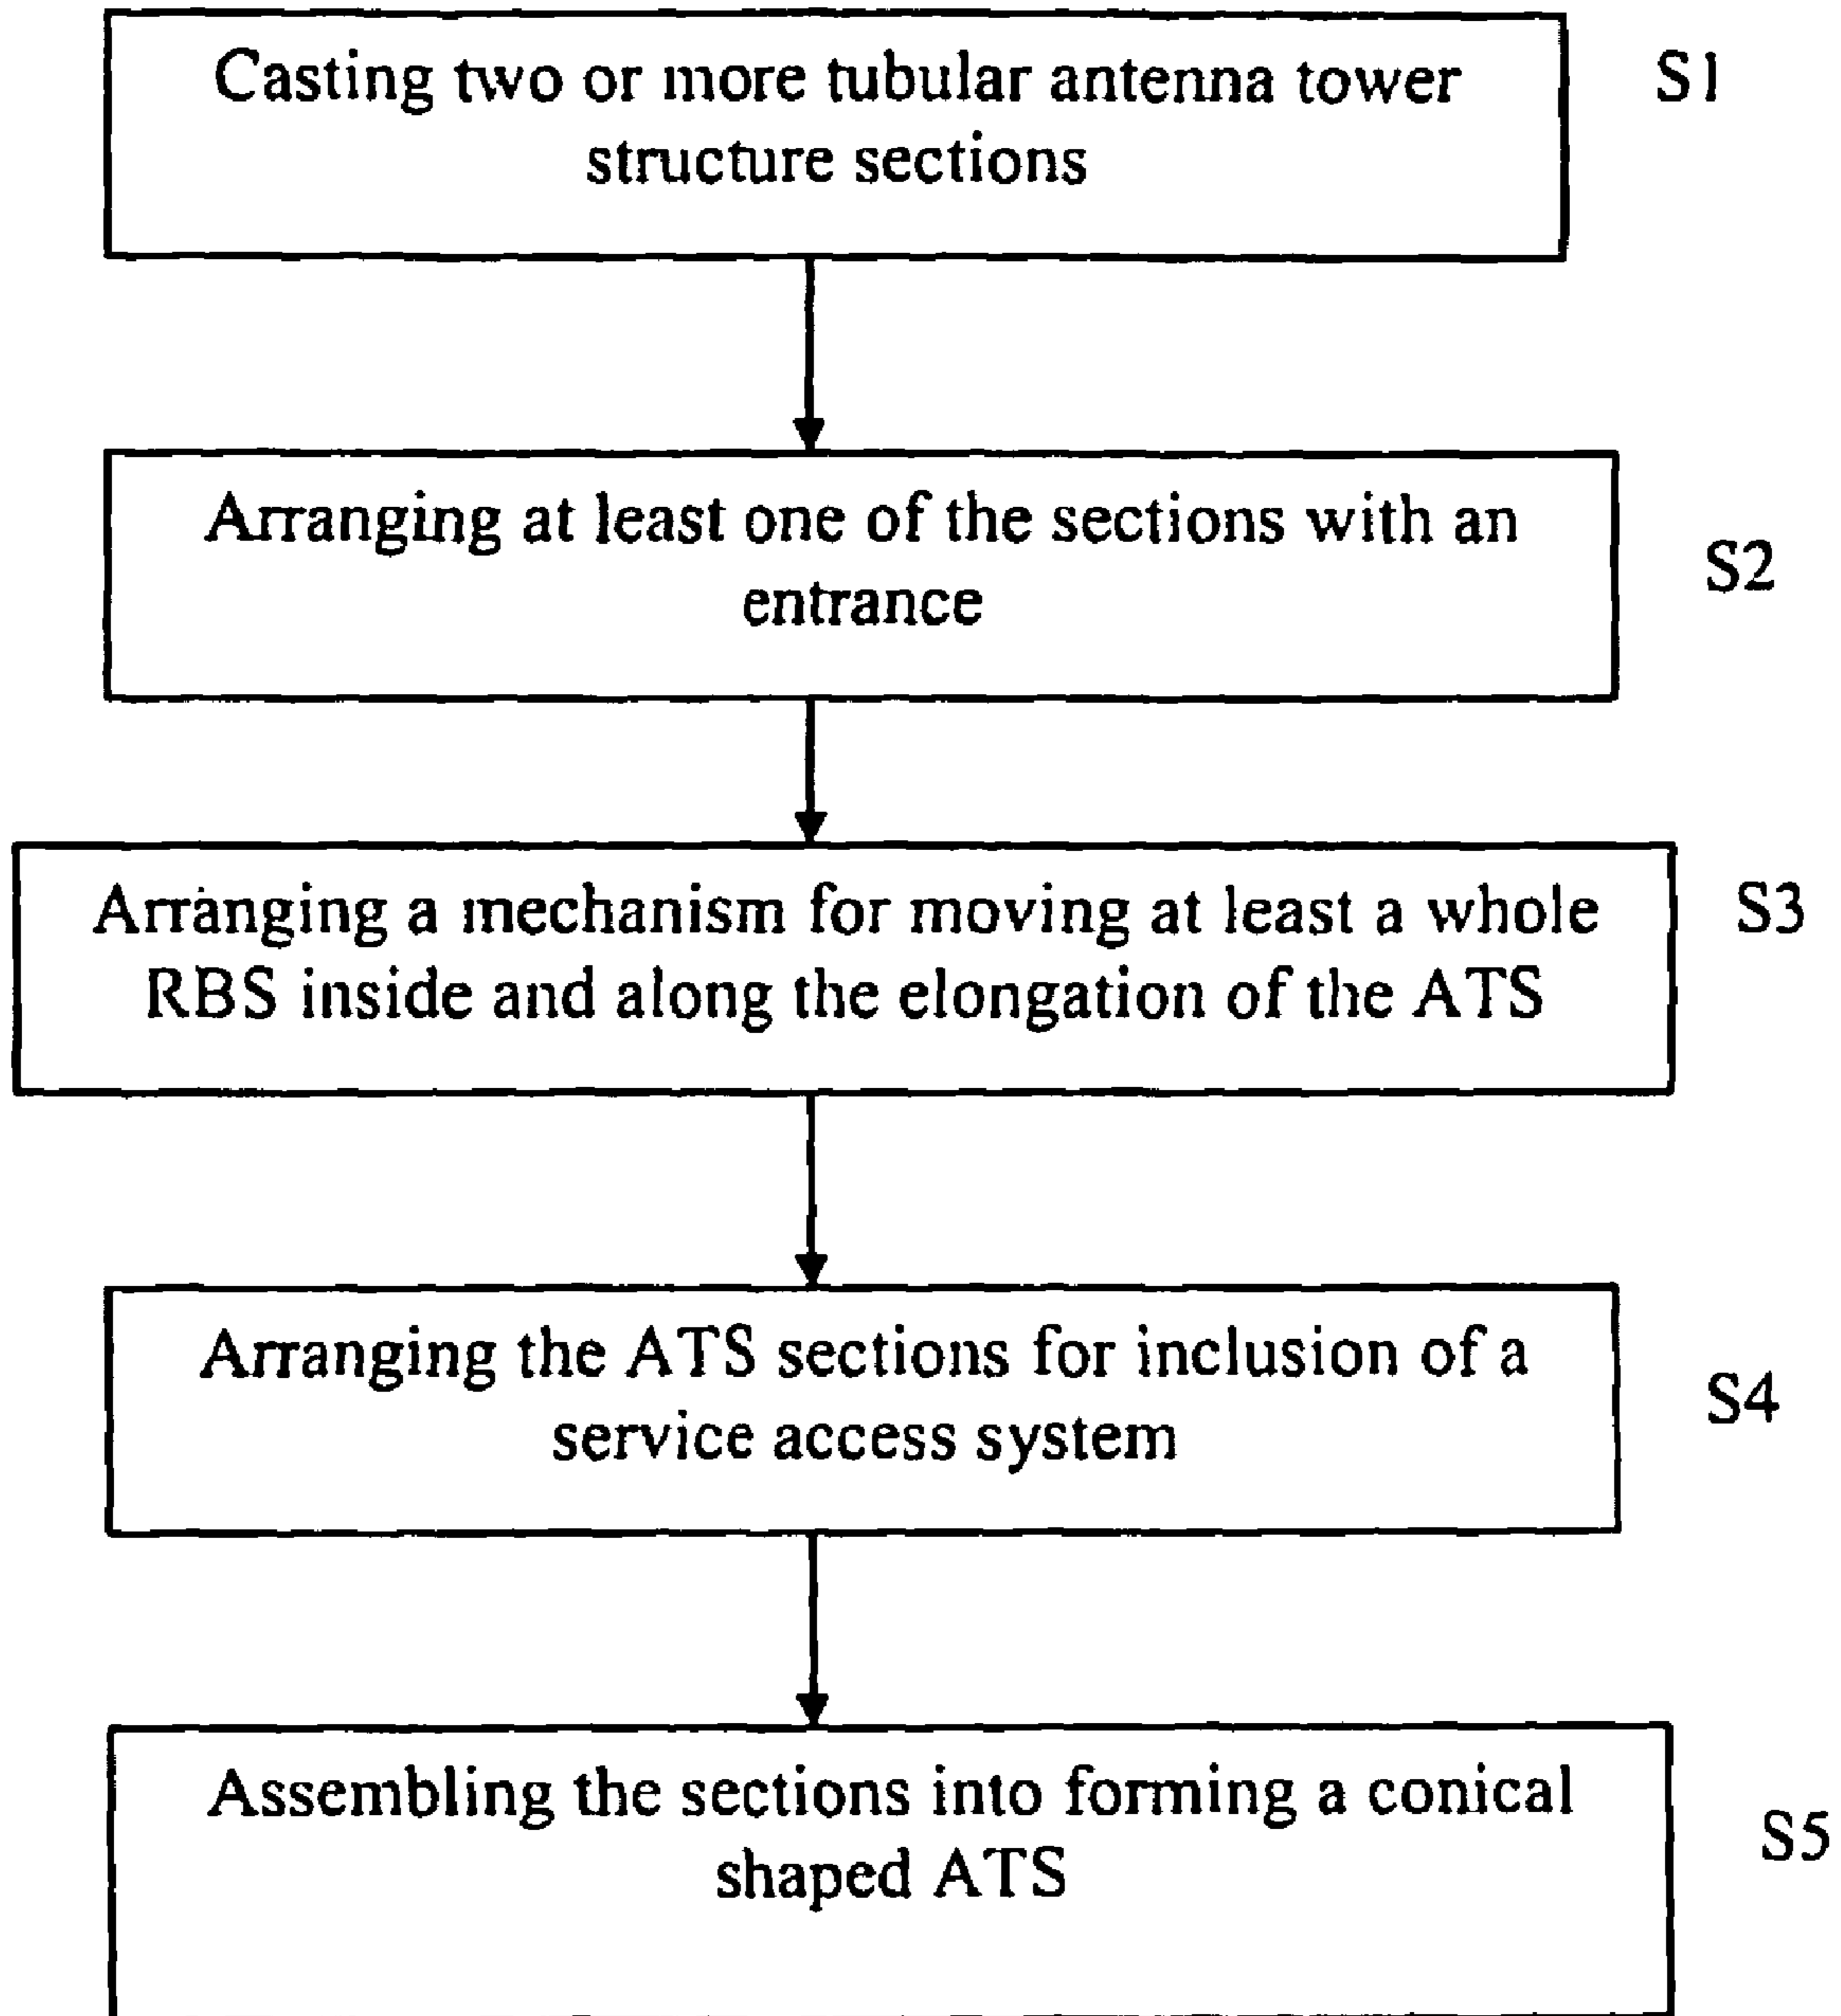 Casting two or more tubular antenna tower
structure sections
S1
Arranging at least one of the sections with an
entrance
S2
Arranging a mechanism for moving at least a whole
RBS inside and along the elongation of the ATS
S3
Arranging the ATS sections for inclusion of a
service access system
S4
Assembling the sections into forming a conical
shaped ATS
S5